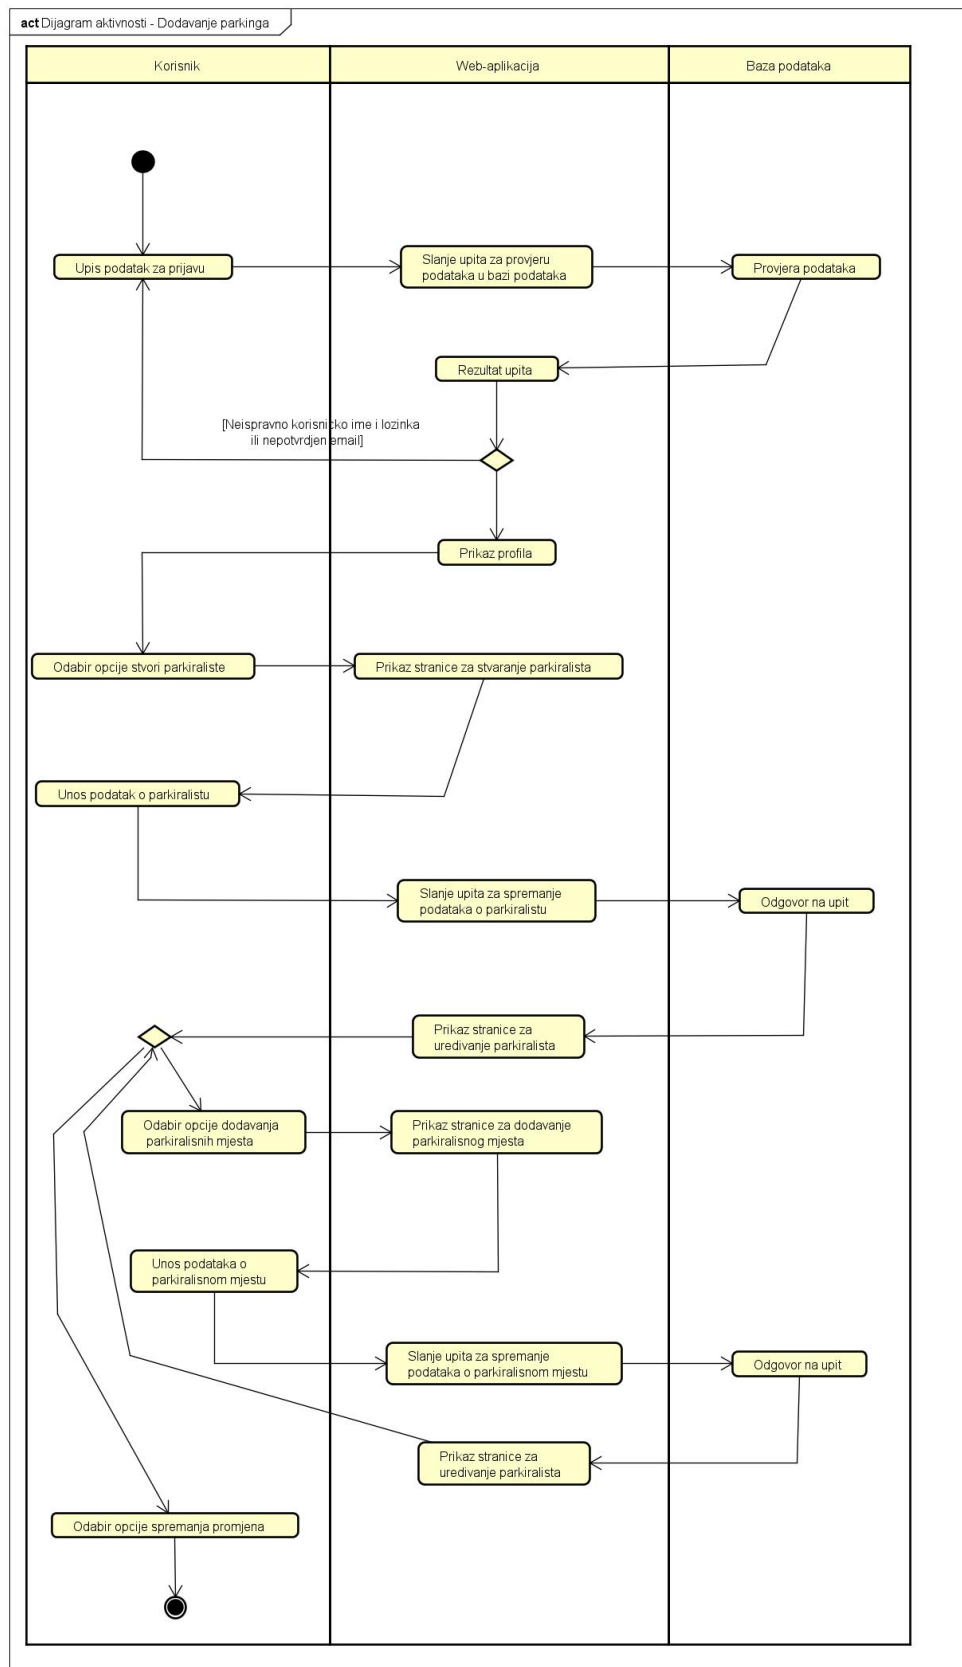 act Dijagram aktivnosti - Dodavanje parkinga
Korisnik
Web-aplikacija
Baza podataka
Upis podatak za prijavu
Slanje upita za provjeru
podataka u bazi podataka
Provjera podataka
Rezultat upita
[Neispravno korisnicko ime i lozinka
ili nepotvrdjen email]
Prikaz profila
Odabir opcije stvori parkiraliste
Prikaz stranice za stvaranje parkiralista
Unos podatak o parkiralistu
Slanje upita za spremanje
podataka o parkiralistu
Odgovor na upit
Prikaz stranice za
uredivanje parkiralista
Odabir opcije dodavanja
parkiralisnih mjesta
Prikaz stranice za dodavanje
parkiralisnog mjesta
Unos podataka o
parkiralisnom mjestu
Slanje upita za spremanje
podataka o parkiralisnom mjestu
Odgovor na upit
Prikaz stranice za
uredivanje parkiralista
Odabir opcije spremanja promjena